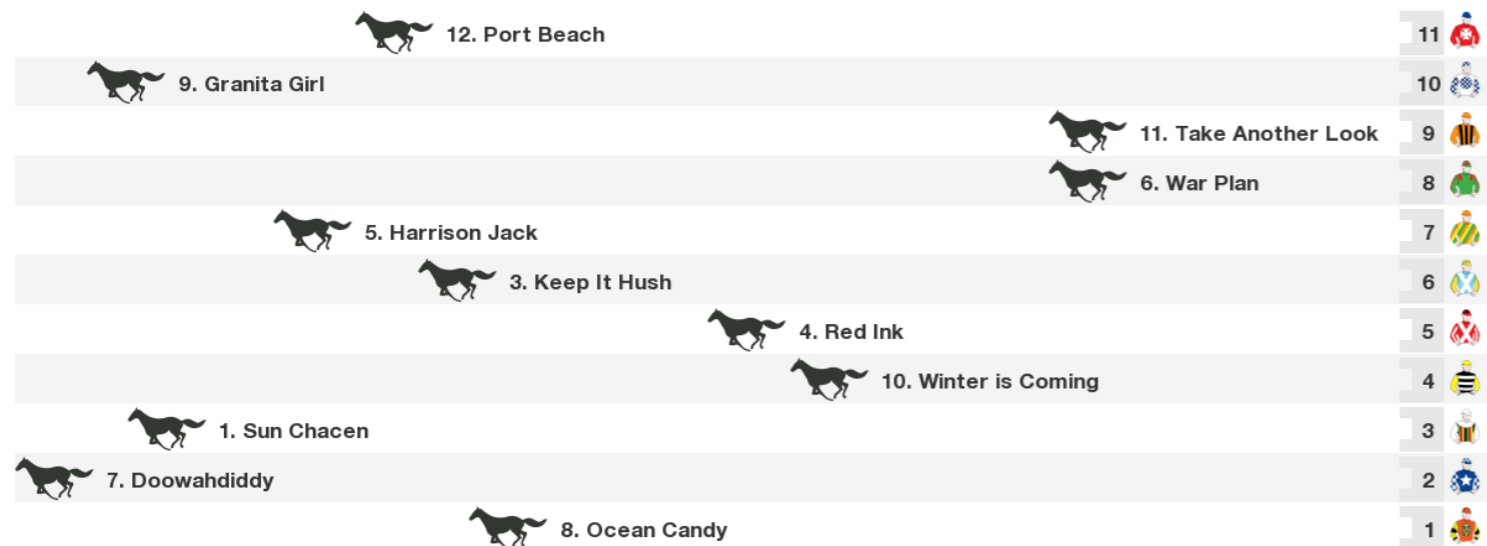 12. Port Beach 11
9. Granita Girl 10
11. Take Another Look 9
6. War Plan 8
5. Harrison Jack 7
3. Keep It Hush 6
4. Red Ink 5
10. Winter is Coming 4
1. Sun Chacen 3
7. Doowahdiddy 2
8. Ocean Candy 1